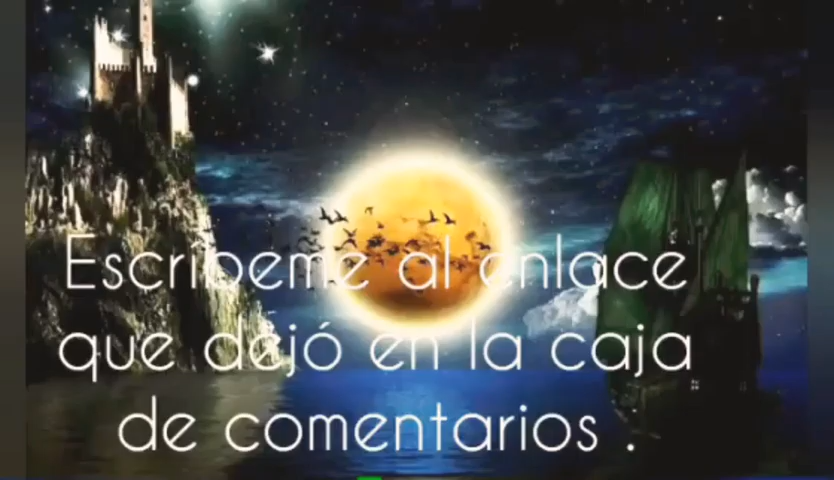 Escribeme al enlace
que dejó en la caja
de comentarios .